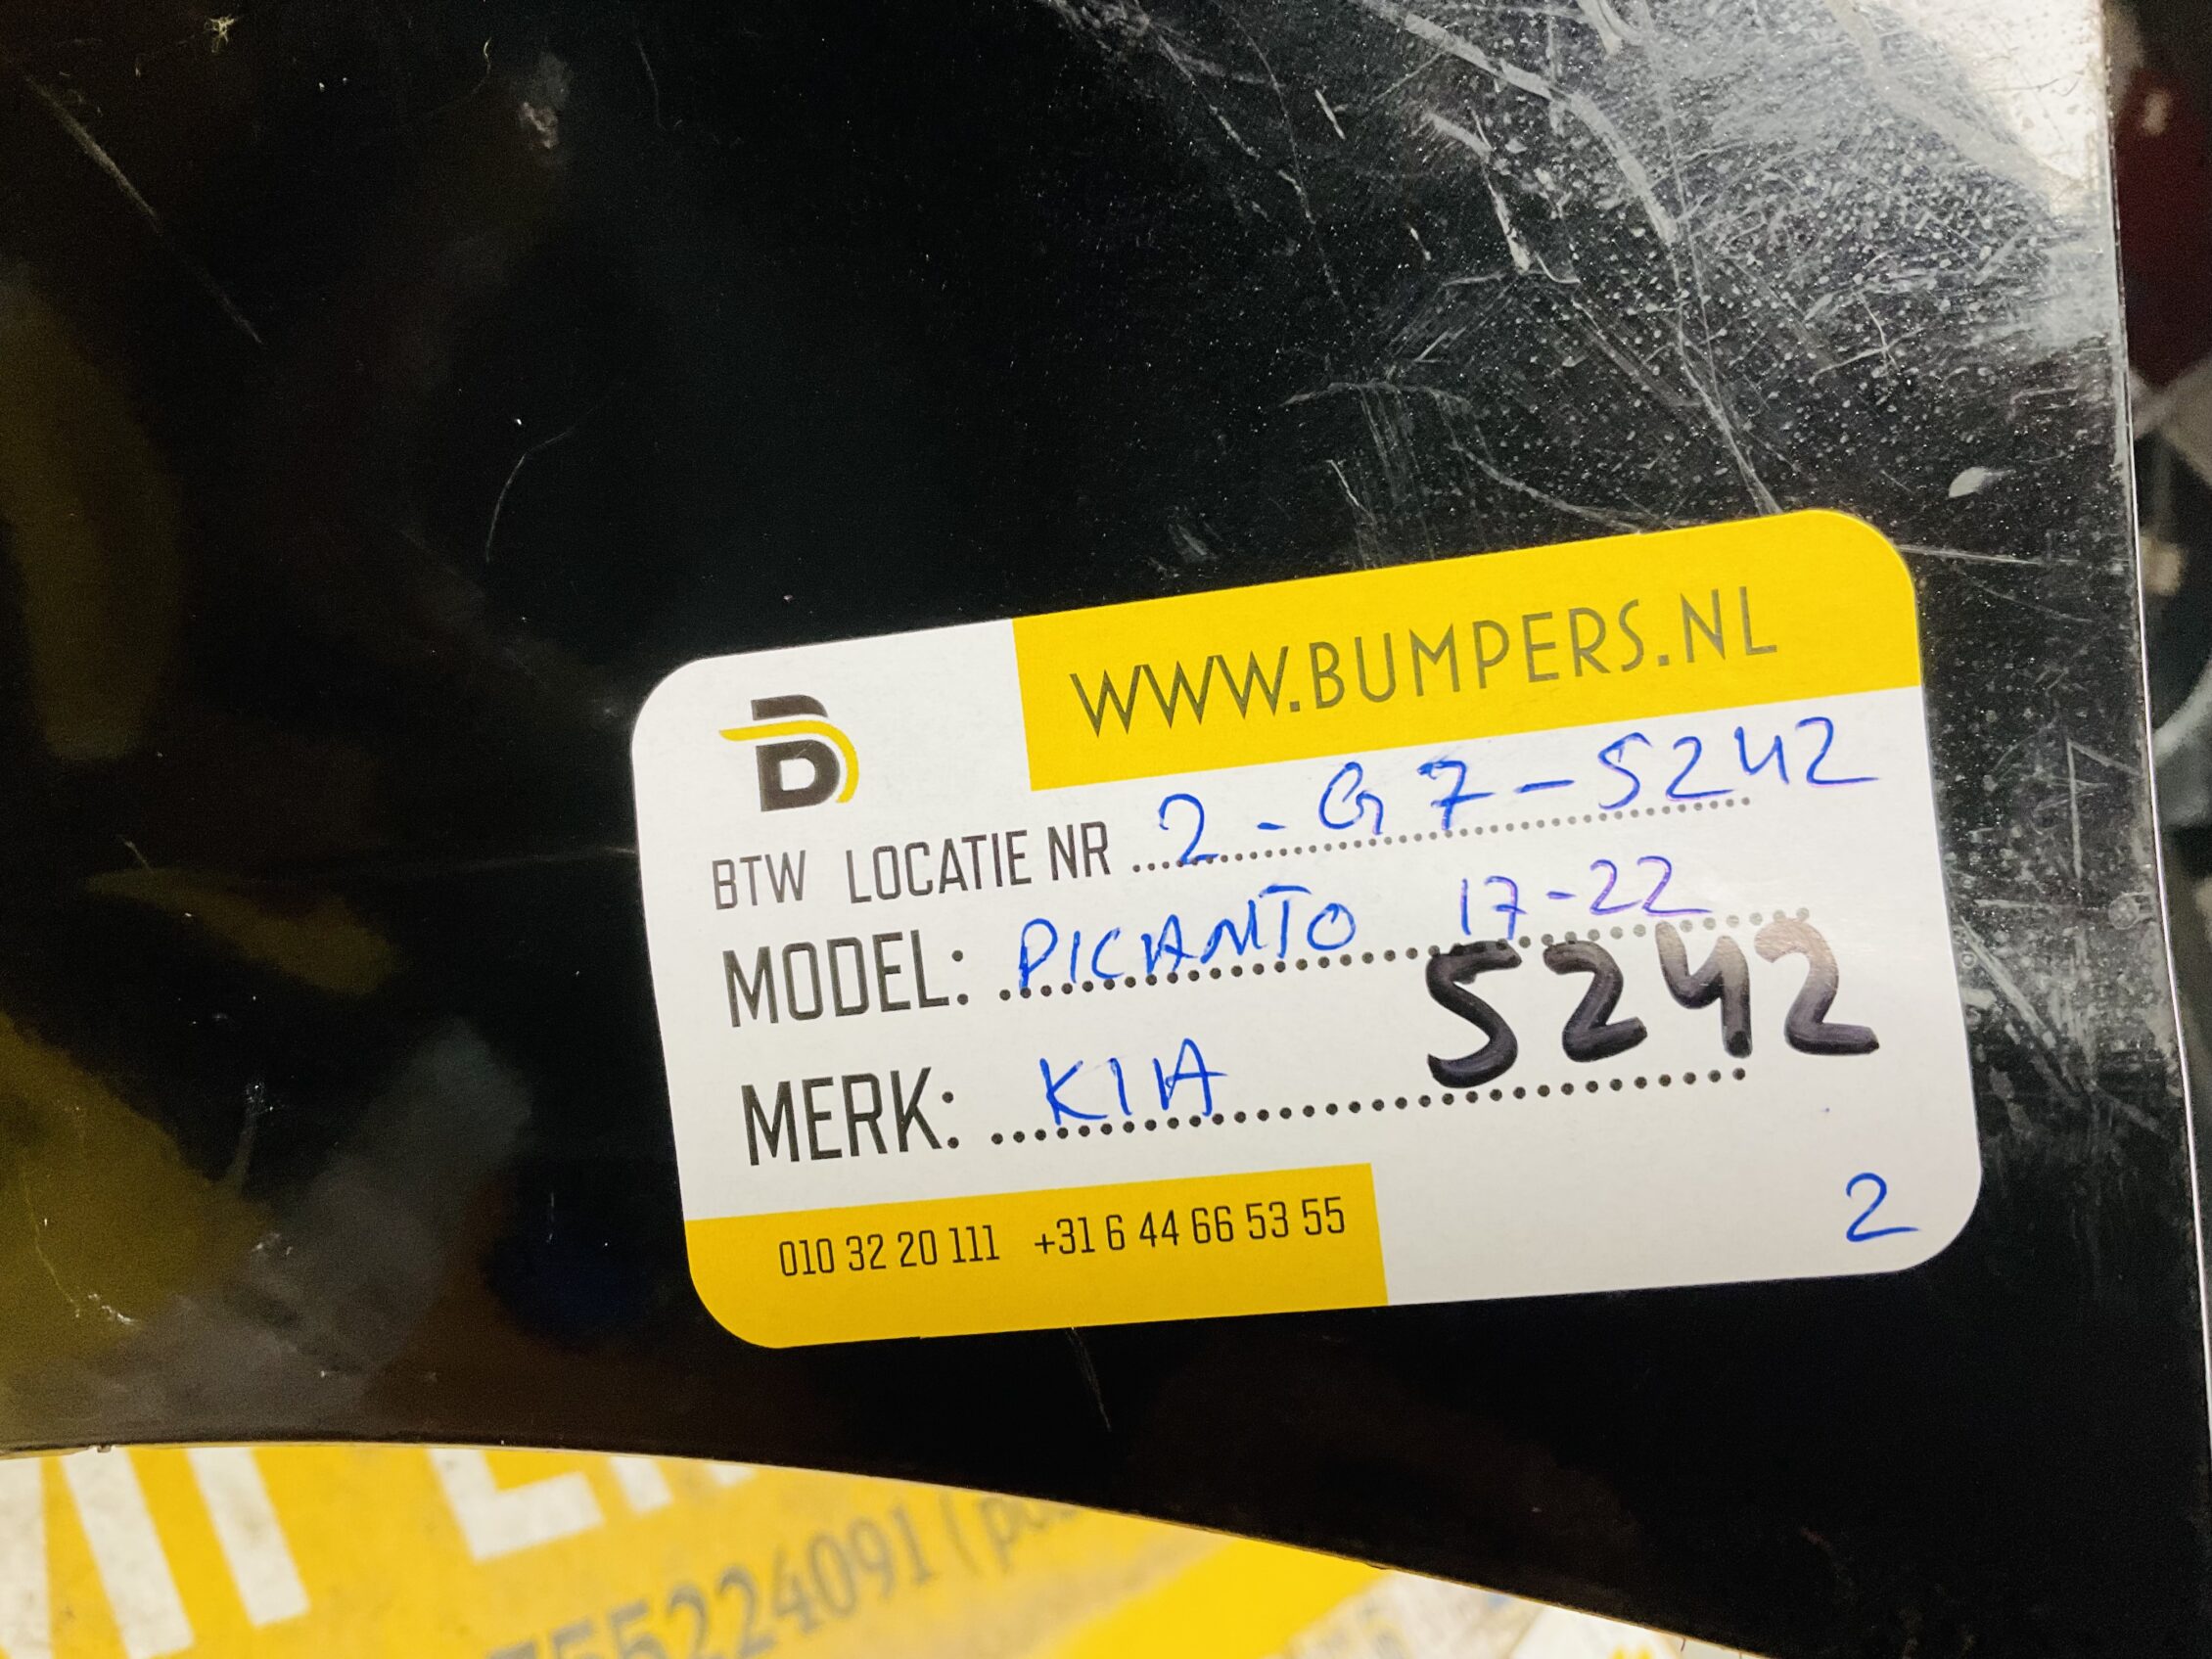 WWW.BUMPERS.NL
B
BTW LOCATIE NR 2-G7-5242
MODEL: PICANTO 17-22
5242
MERK: KIA
010 32 20 111 +31 6 44 66 53 55
2
55224091 (